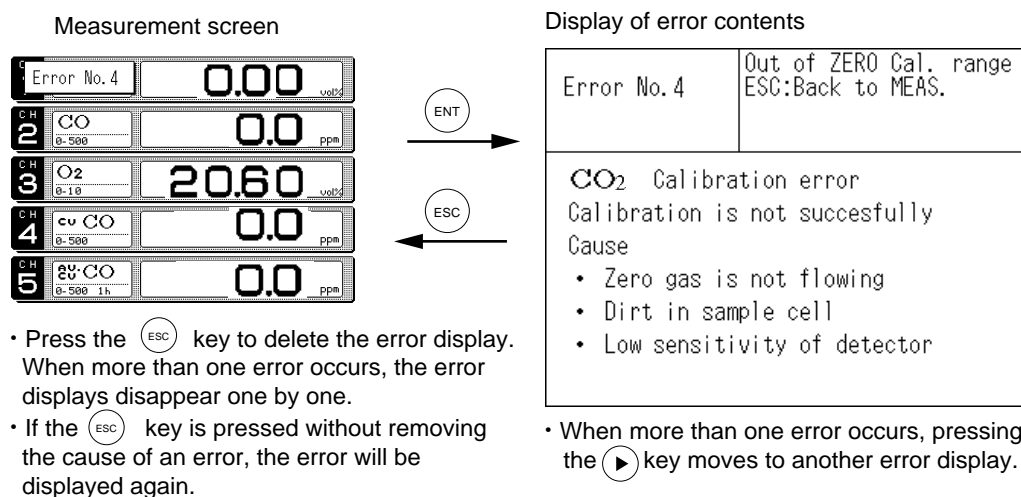 Measurement screen
C
Error No.4
0.00
vol%
CH
2
CO
0-500
0.0
ppm
CH
3
O2
0-10
20.60
vol%
CH
4
cv CO
0-500
0.0
ppm
CH
5
av. cv. CO
0-500 1h
0.0
ppm
ENT
ESC
Display of error contents
Error No.4
Out of ZERO Cal. range
ESC:Back to MEAS.
CO2 Calibration error
Calibration is not succesfully
Cause
• Zero gas is not flowing
• Dirt in sample cell
• Low sensitivity of detector
• Press the ESC key to delete the error display.
When more than one error occurs, the error
displays disappear one by one.
• If the ESC key is pressed without removing
the cause of an error, the error will be
displayed again.
• When more than one error occurs, pressing
the ▶ key moves to another error display.